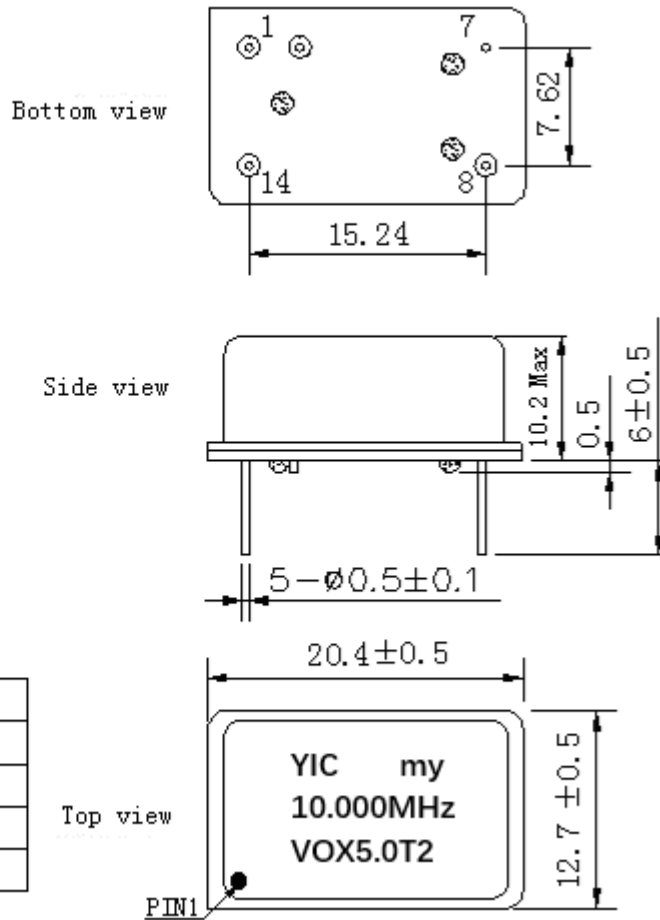 1
7
Bottom view
7.62
14
8
15.24
Side view
10.2 Max
0.5
6±0.5
5-ø0.5±0.1
20.4±0.5
YIC my
10.000MHz
VOX5.0T2
Top view
12.7 ±0.5
PIN1